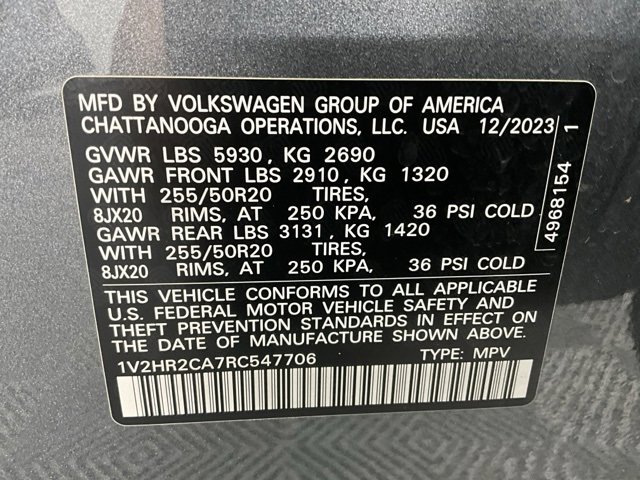 MFD BY VOLKSWAGEN GROUP OF AMERICA
CHATTANOOGA OPERATIONS, LLC. USA 12/2023
GVWR LBS 5930, KG 2690
GAWR FRONT LBS 2910, KG 1320
WITH 255/50R20 TIRES,
8JX20 RIMS, AT 250 KPA, 36 PSI COLD
GAWR REAR LBS 3131, KG 1420
WITH 255/50R20 TIRES,
8JX20 RIMS, AT 250 KPA, 36 PSI COLD
THIS VEHICLE CONFORMS TO ALL APPLICABLE
U.S. FEDERAL MOTOR VEHICLE SAFETY AND
THEFT PREVENTION STANDARDS IN EFFECT ON
THE DATE OF MANUFACTURE SHOWN ABOVE.
1V2HR2CA7RC547706 TYPE: MPV
4968154 1